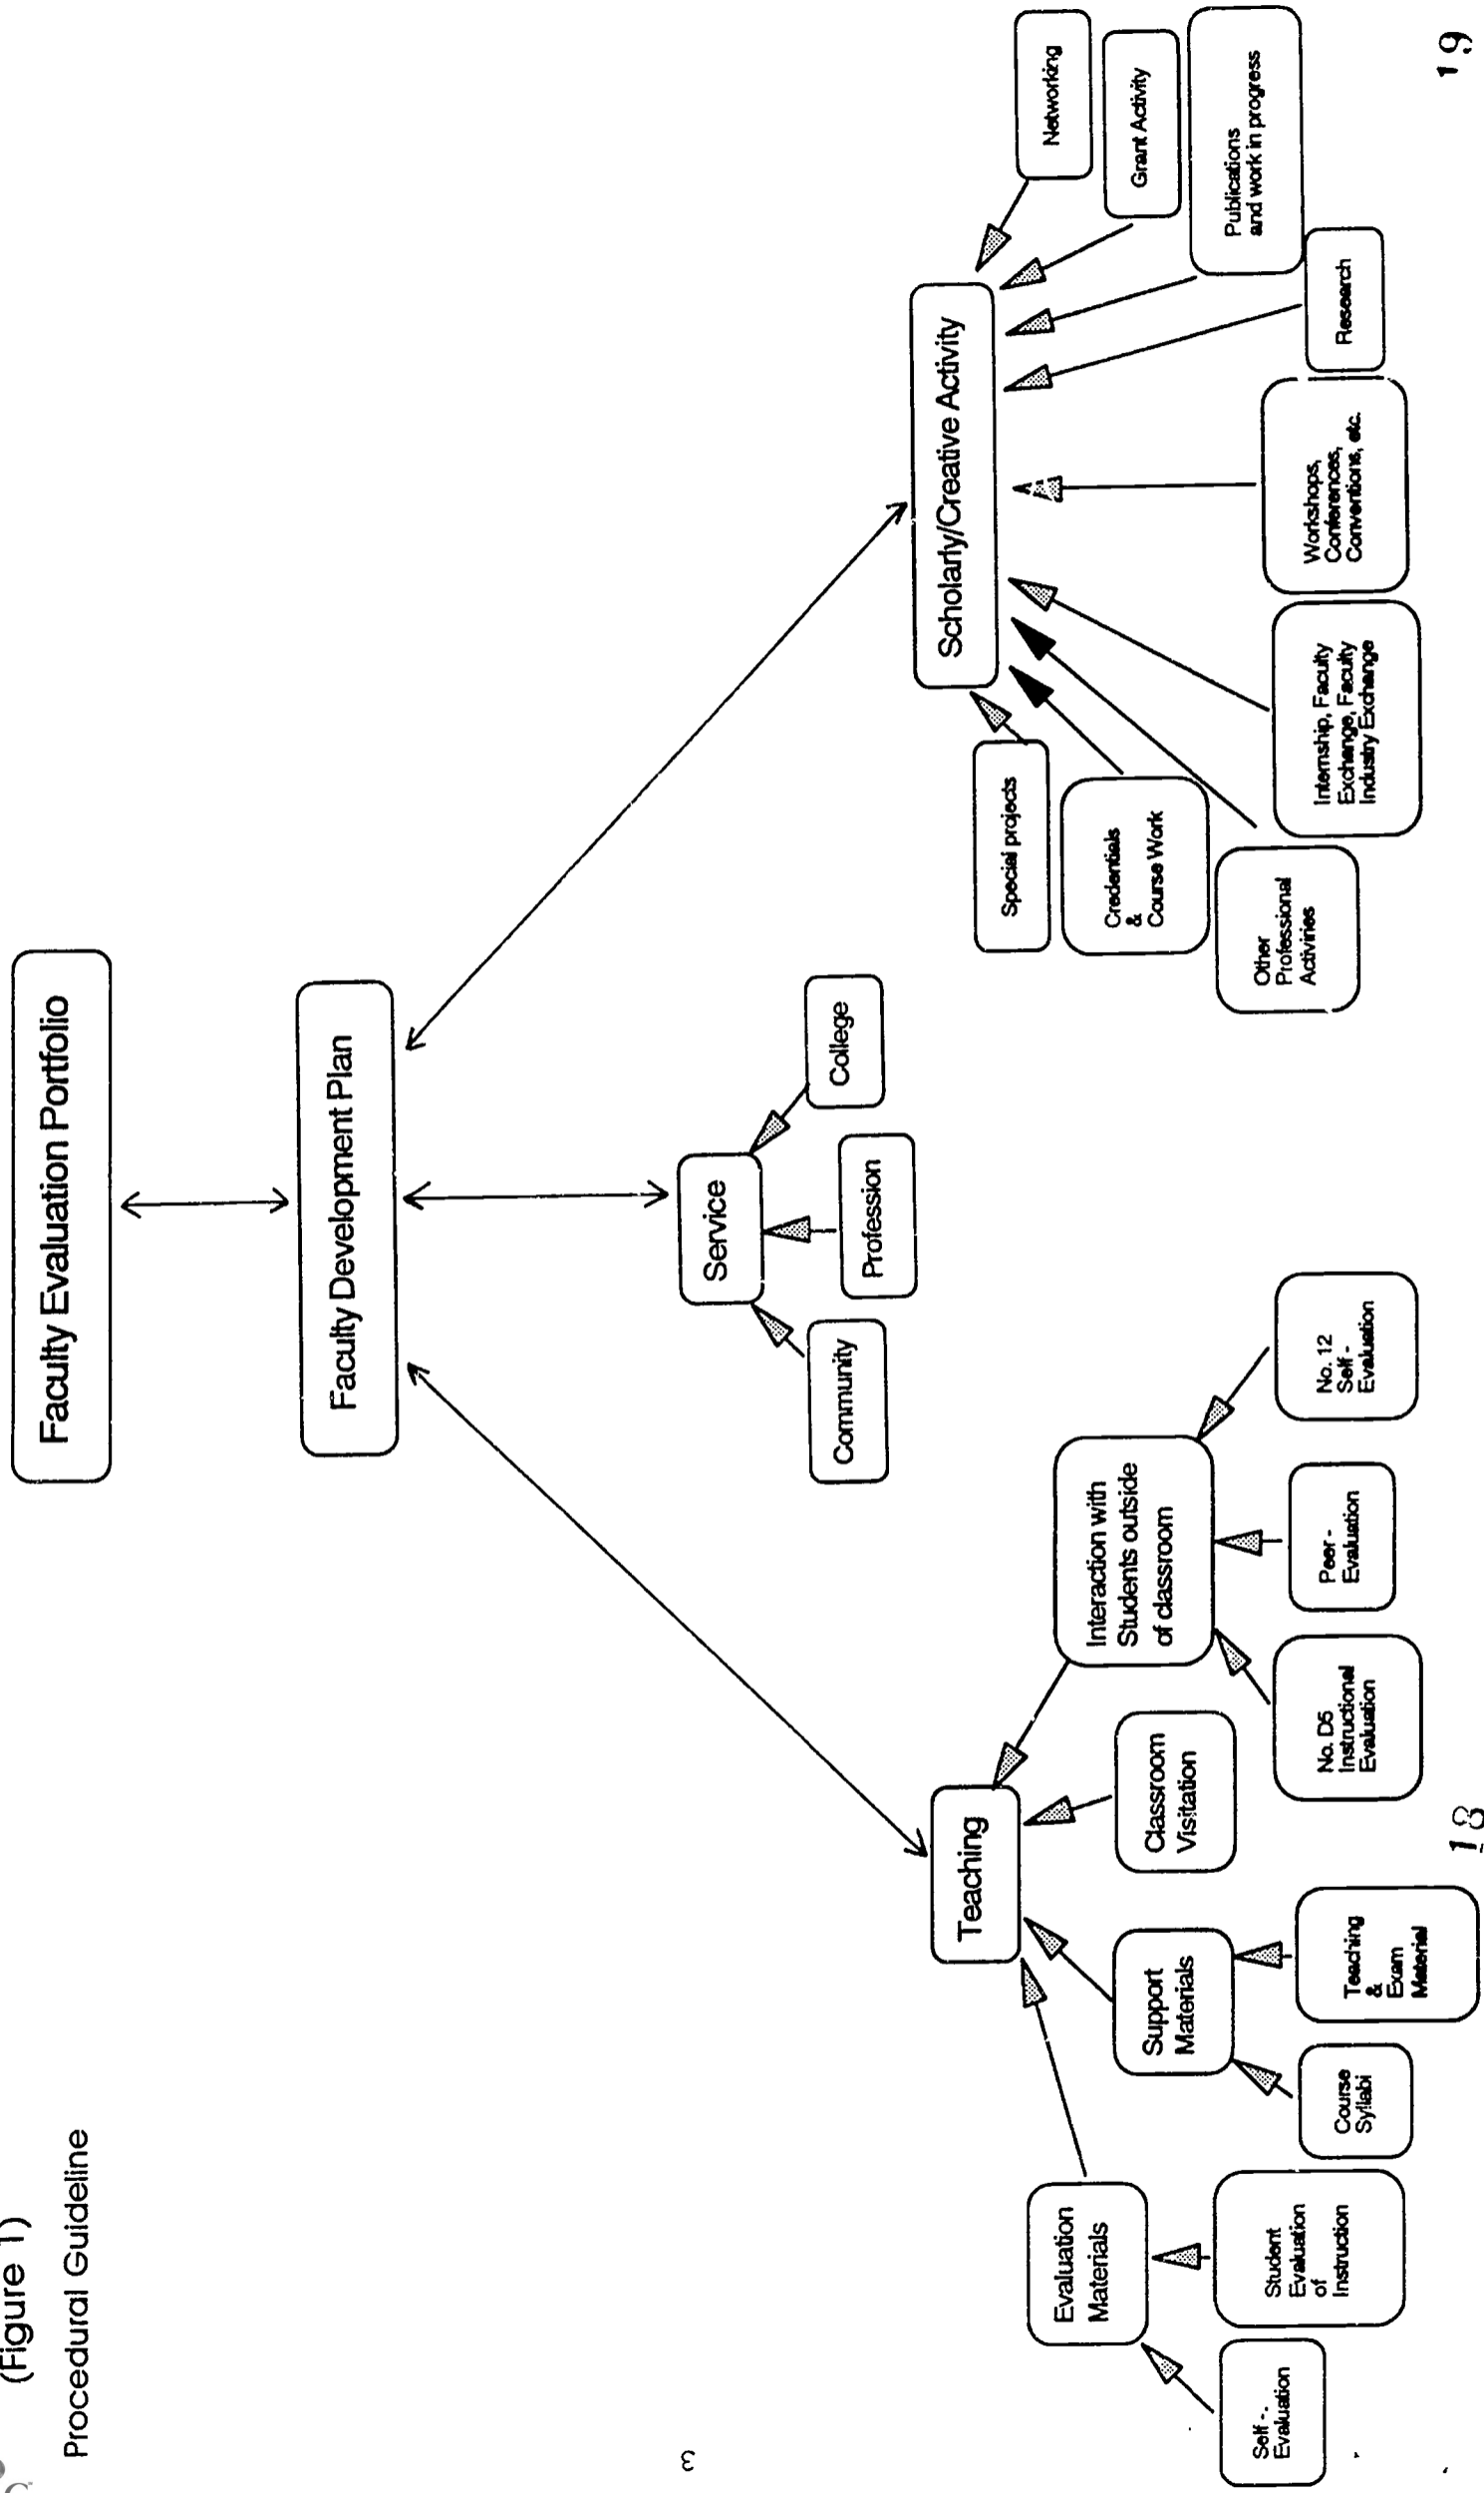 (Figure 1)
Procedural Guideline
Faculty Evaluation Portfolio
Faculty Development Plan
Teaching
Service
Scholarly/Creative Activity
Community
Profession
College
Evaluation
Materials
Support
Materials
Classroom
Visitation
Interaction with
Students outside
of classroom
Self -.
Evaluation
Student
Evaluation
of
Instruction
Course
Syllabi
Teaching
&
Exam
Material
No. D5
Instructional
Evaluation
Peer -
Evaluation
No. 12
Self -
Evaluation
Special projects
Credentials
&
Course Work
Other
Professional
Activities
Internship, Faculty
Exchange, Faculty
Industry Exchange
Workshops,
Conferences,
Conventions, etc.
Research
Publications
and work in progress
Grant Activity
Networking
3
18
19